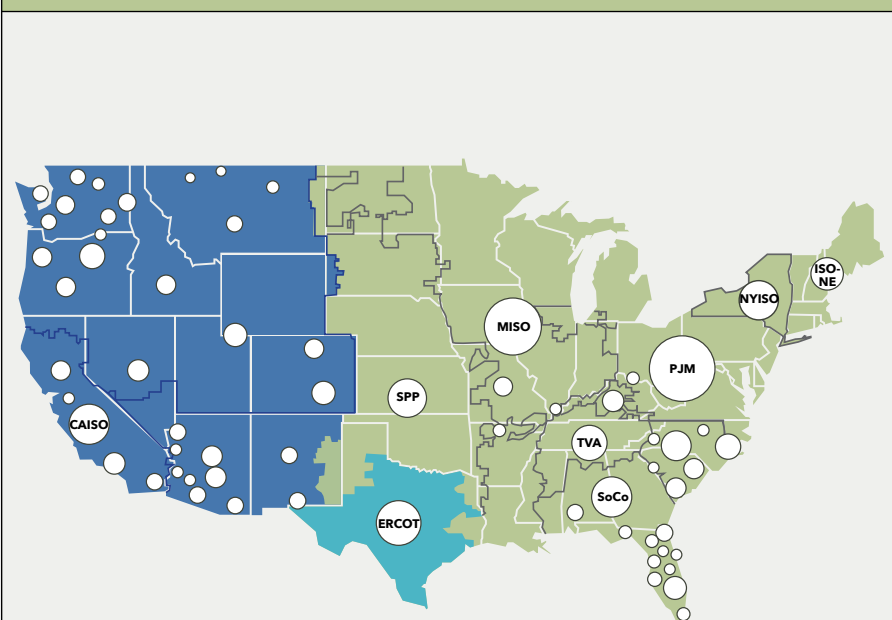 ISO-
NE
NYISO
MISO
PJM
SPP
CAISO
TVA
SoCo
ERCOT